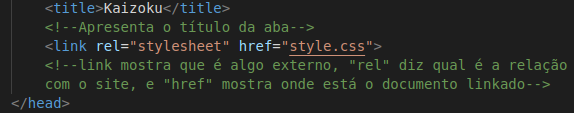 <title>Kaizoku</title>
<!--Apresenta o título da aba-->
<link rel="stylesheet" href="style.css">
<!--link mostra que é algo externo, "rel" diz qual é a relação
com o site, e "href" mostra onde está o documento linkado-->
</head>